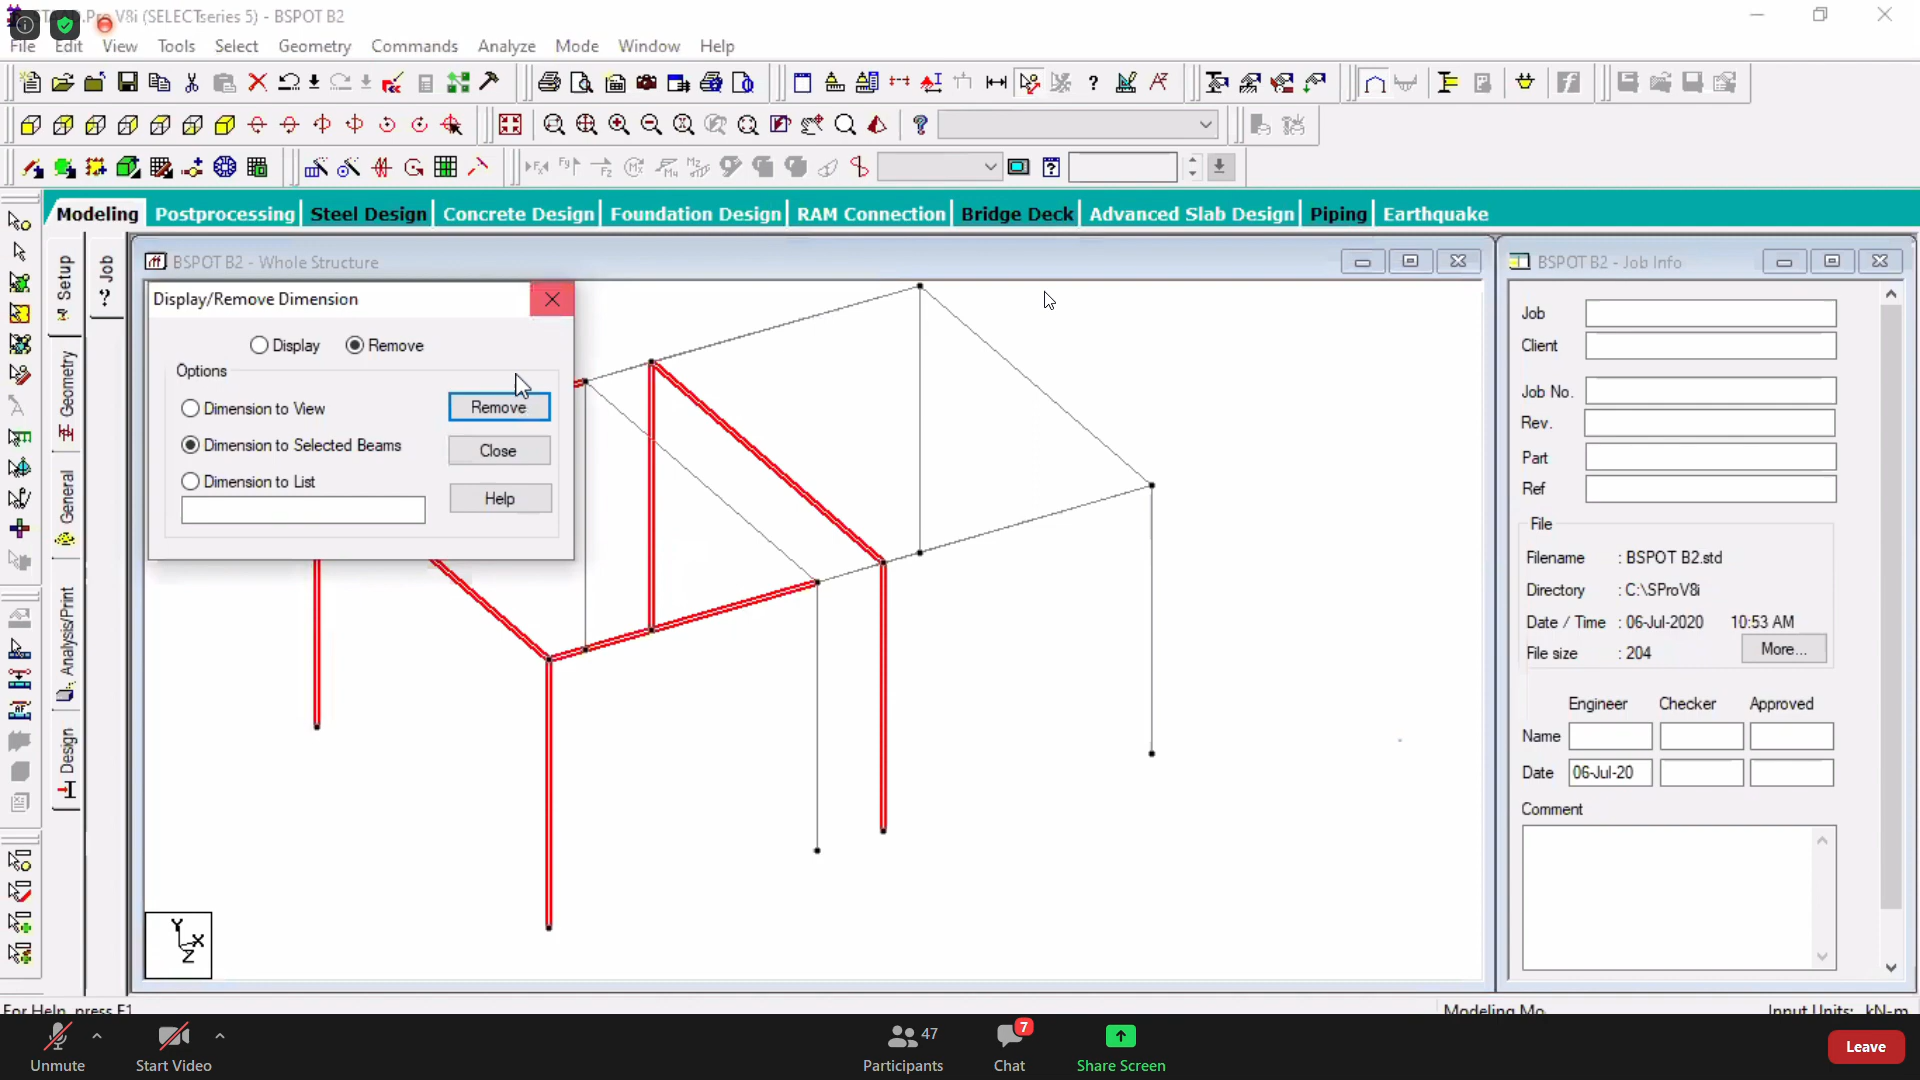 .Pro V8i (SELECTseries 5) - BSPOT B2
File Edit View Tools Select Geometry Commands Analyze Mode Window Help
Modeling Postprocessing Steel Design Concrete Design Foundation Design RAM Connection Bridge Deck Advanced Slab Design Piping Earthquake
Setup
Geometry
General
Analysis/Print
Design
Job
BSPOT B2 - Whole Structure
Display/Remove Dimension
Display Remove
Options
Dimension to View
Remove
Dimension to Selected Beams
Close
Dimension to List
Help
Y
X
Z
BSPOT B2 - Job Info
Job
Client
Job No.
Rev.
Part
Ref
File
Filename : BSPOT B2.std
Directory : C:\SProV8i
Date / Time : 06-Jul-2020 10:53 AM
File size : 204
More...
Engineer Checker Approved
Name
Date 06-Jul-20
Comment
For Help, press F1
Modeling Mo
Input Units: kN-m
Unmute
Start Video
47
Participants
7
Chat
Share Screen
Leave